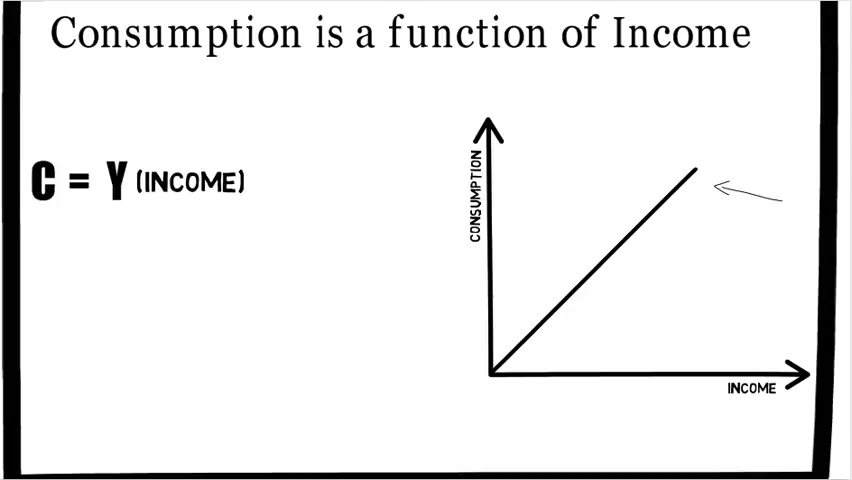 Consumption is a function of Income
C = Y (INCOME)
CONSUMPTION
INCOME